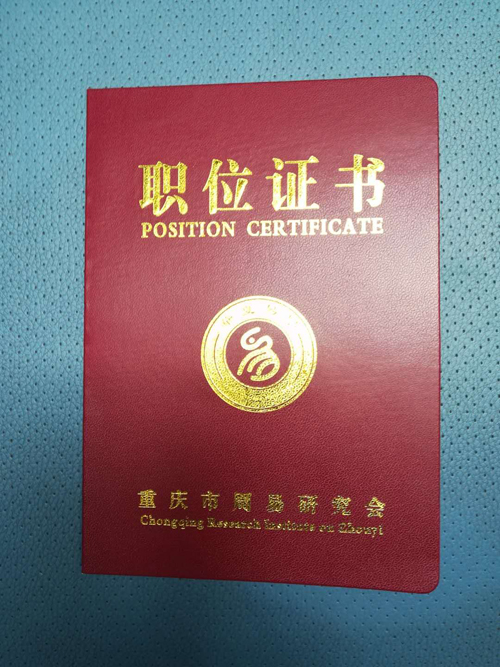 职位证书
POSITION CERTIFICATE
重庆市周易研究会
Chongqing Research Institute on Zhouyi